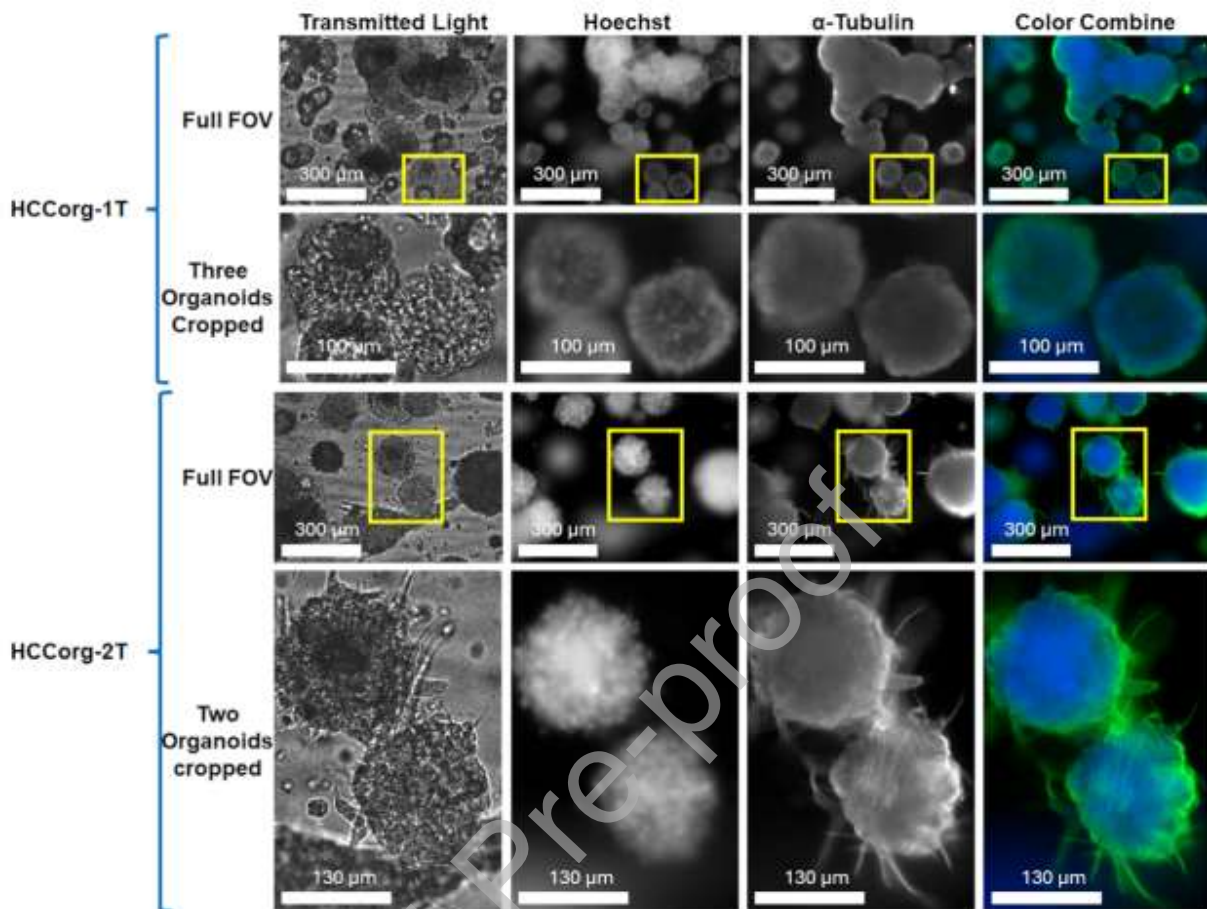 Transmitted Light Hoechst α-Tubulin Color Combine
HCCorg-1T
Full FOV
300 µm 300 µm 300 µm 300 µm
Three
Organoids
Cropped
100 µm 100 µm 100 µm 100 µm
HCCorg-2T
Full FOV
300 µm 300 µm 300 µm 300 µm
Two
Organoids
cropped
130 µm 130 µm 130 µm 130 µm
Pre-proof